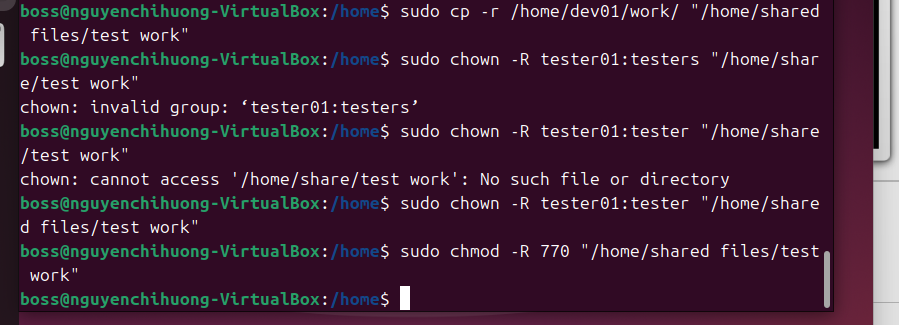 boss@nguyenchihuong-VirtualBox:/home$ sudo cp -r /home/dev01/work/ "/home/shared
 files/test work"
boss@nguyenchihuong-VirtualBox:/home$ sudo chown -R tester01:testers "/home/shar
e/test work"
chown: invalid group: ‘tester01:testers’
boss@nguyenchihuong-VirtualBox:/home$ sudo chown -R tester01:tester "/home/share
/test work"
chown: cannot access '/home/share/test work': No such file or directory
boss@nguyenchihuong-VirtualBox:/home$ sudo chown -R tester01:tester "/home/share
d files/test work"
boss@nguyenchihuong-VirtualBox:/home$ sudo chmod -R 770 "/home/shared files/test
 work"
boss@nguyenchihuong-VirtualBox:/home$